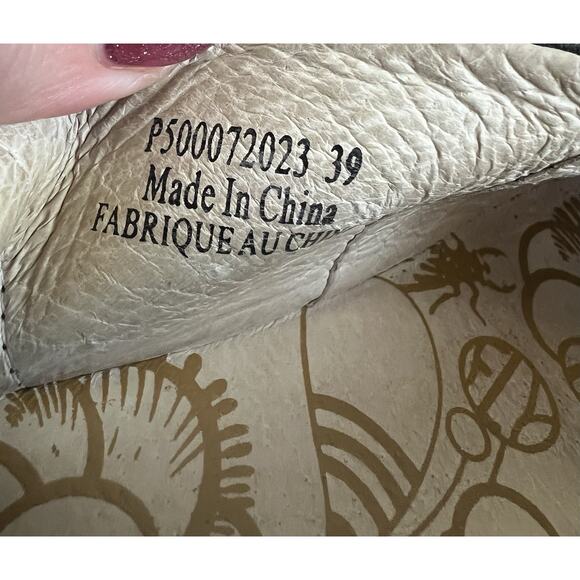 P500072023 39
Made In China
FABRIQUE AU